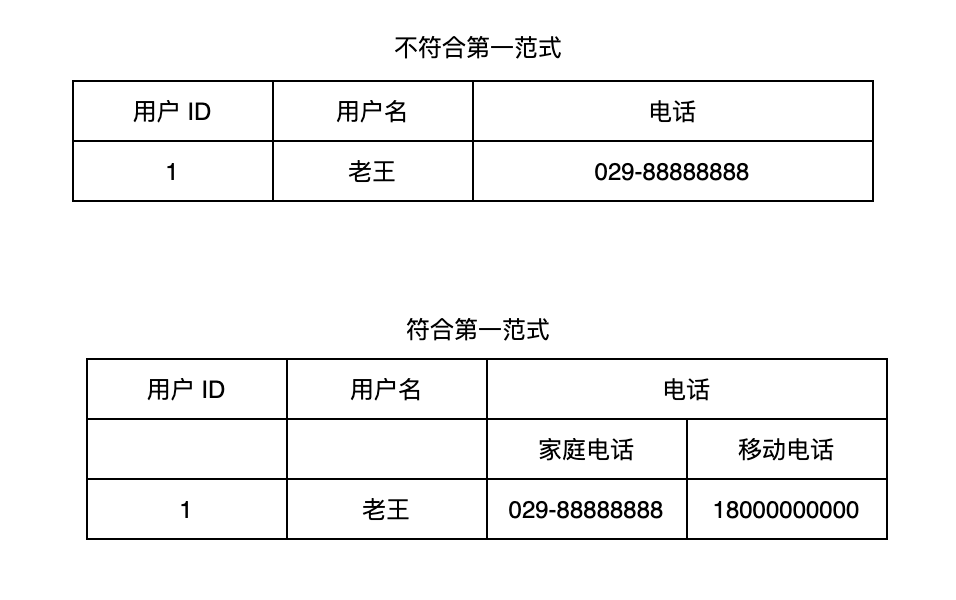 不符合第一范式
用户 ID 用户名 电话
1 老王 029-88888888
符合第一范式
用户 ID 用户名 电话
家庭电话 移动电话
1 老王 029-88888888 18000000000